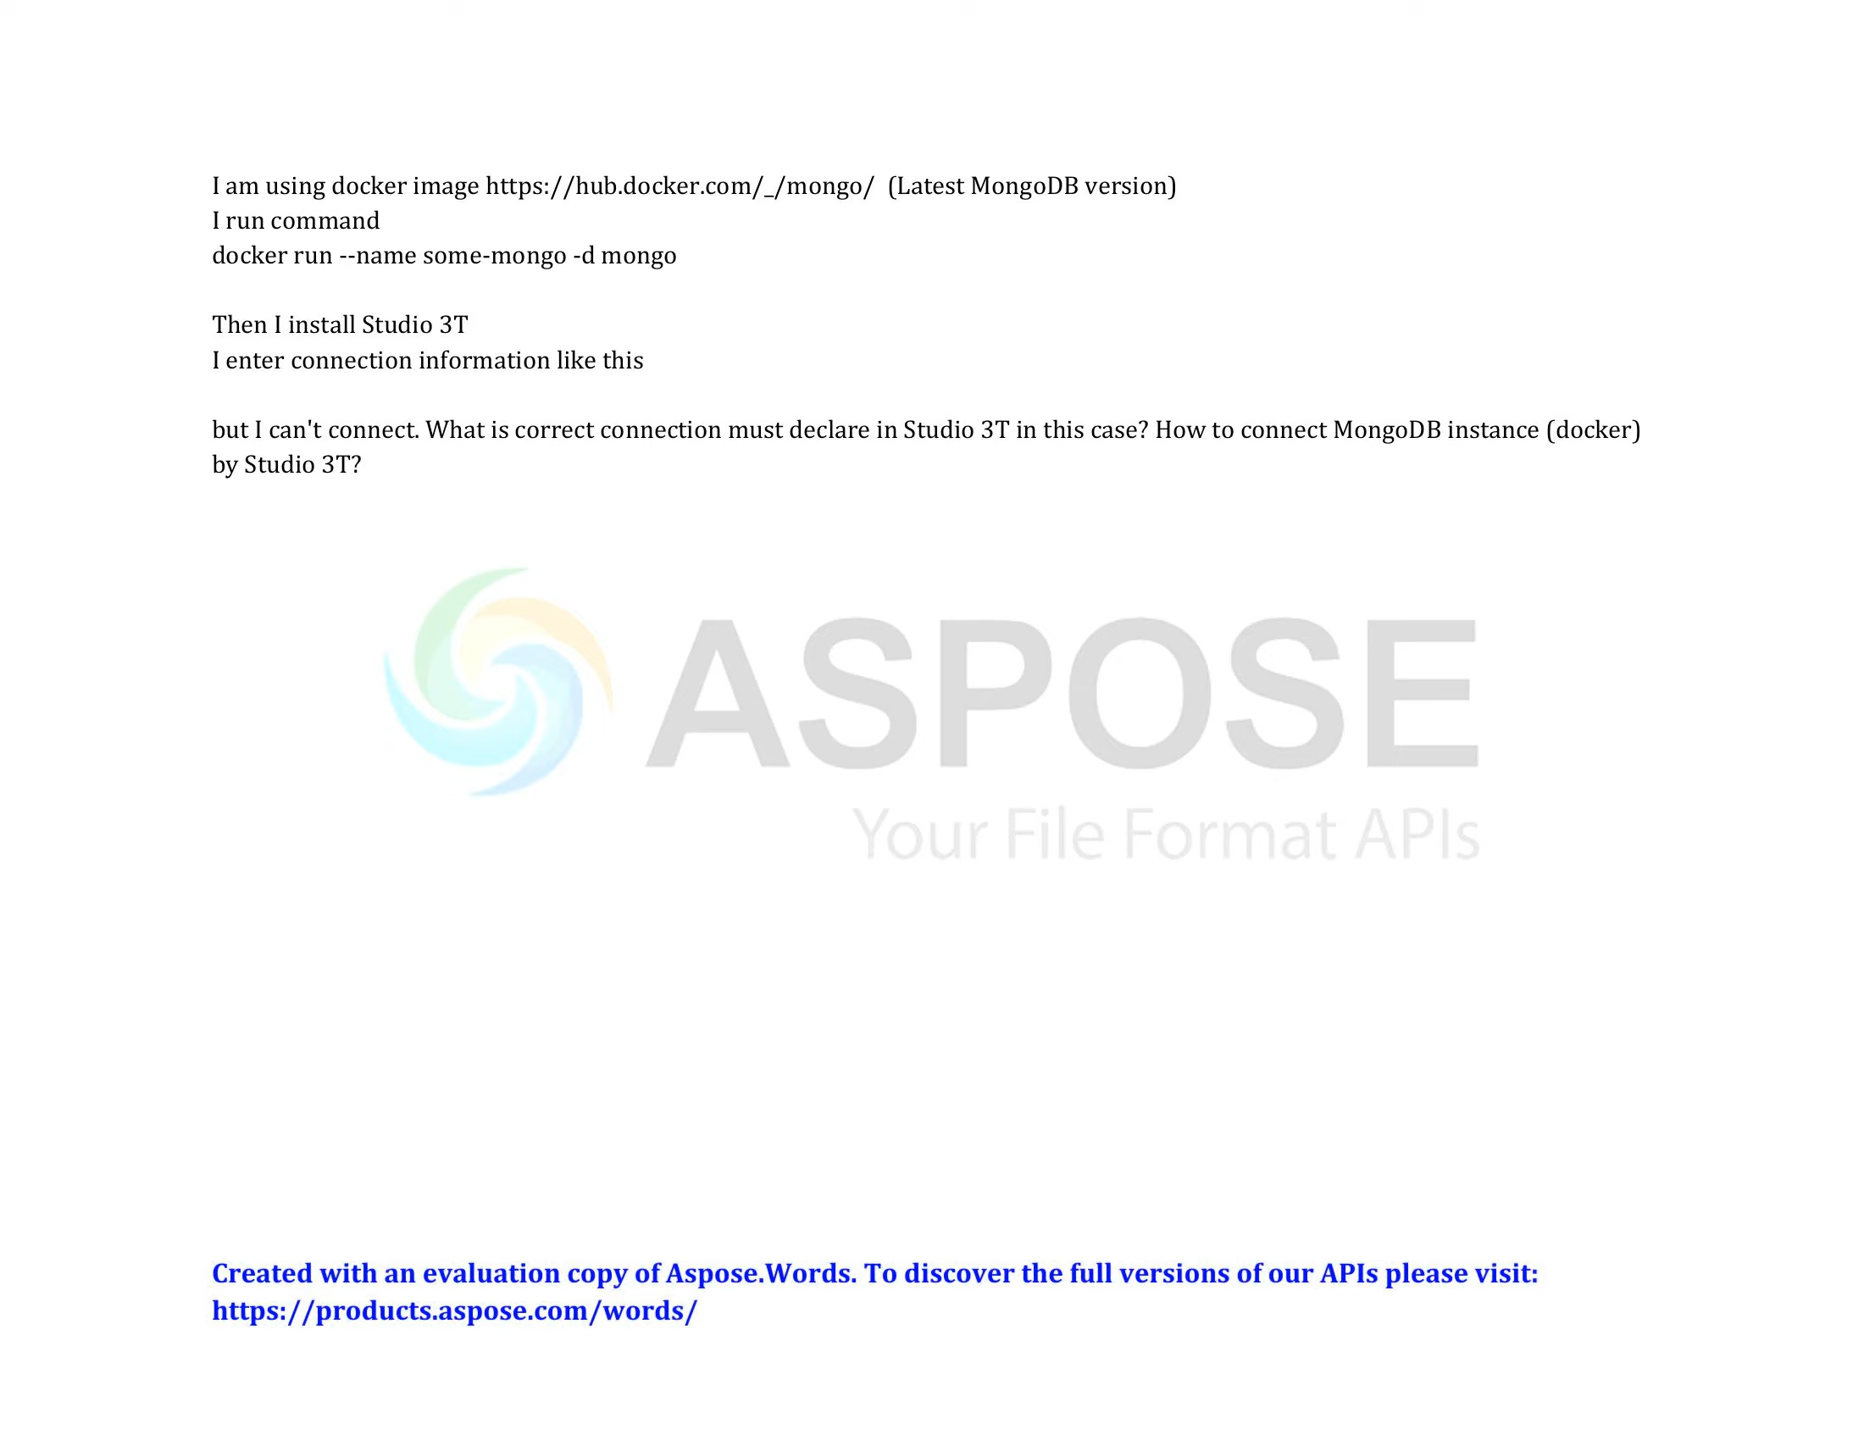 I am using docker image https://hub.docker.com/_/mongo/  (Latest MongoDB version)
I run command
docker run --name some-mongo -d mongo
Then I install Studio 3T
I enter connection information like this
but I can't connect. What is correct connection must declare in Studio 3T in this case? How to connect MongoDB instance (docker)
by Studio 3T?
ASPOSE
Your File Format APIs
Created with an evaluation copy of Aspose.Words. To discover the full versions of our APIs please visit:
https://products.aspose.com/words/